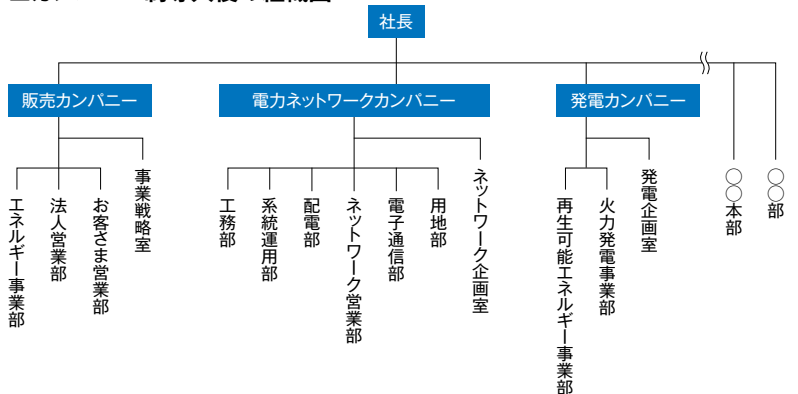 社長
販売カンパニー
電力ネットワークカンパニー
発電カンパニー
エネルギー事業部
法人営業部
お客さま営業部
事業戦略室
工務部
系統運用部
配電部
ネットワーク営業部
電子通信部
用地部
ネットワーク企画室
再生可能エネルギー事業部
火力発電事業部
発電企画室
○○本部
○○部